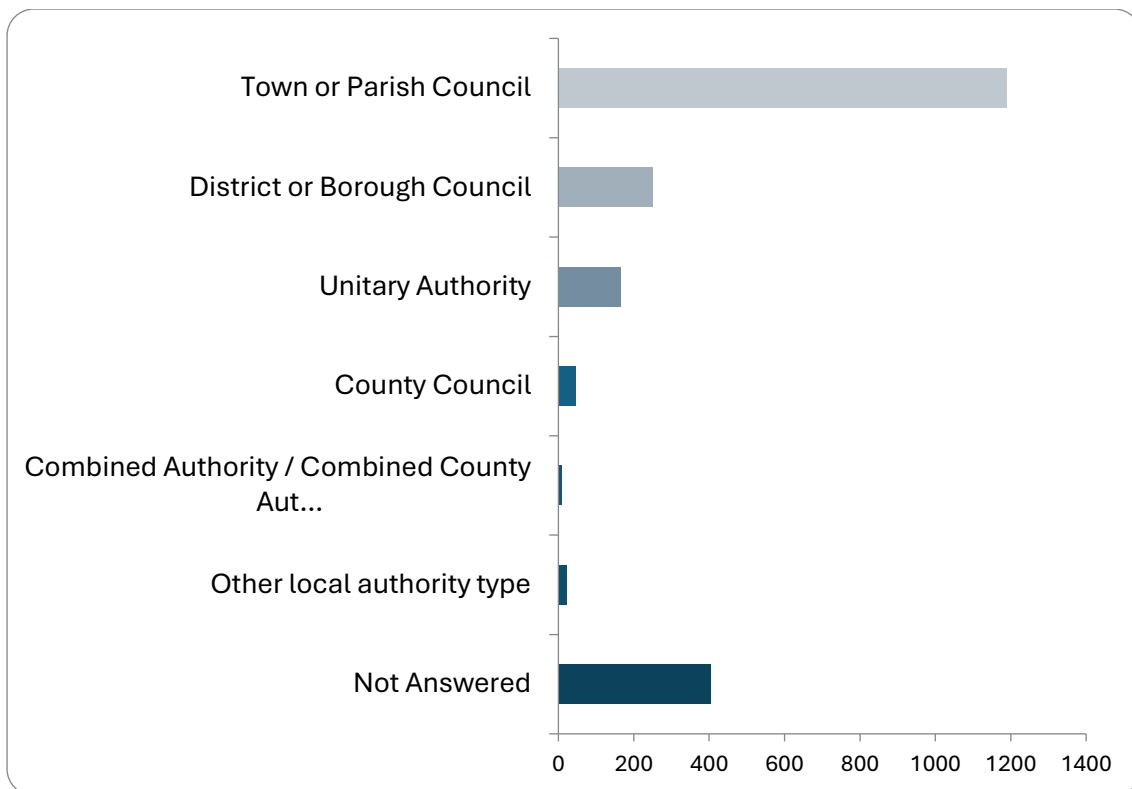 Town or Parish Council
District or Borough Council
Unitary Authority
County Council
Combined Authority / Combined County
Aut...
Other local authority type
Not Answered
0 200 400 600 800 1000 1200 1400